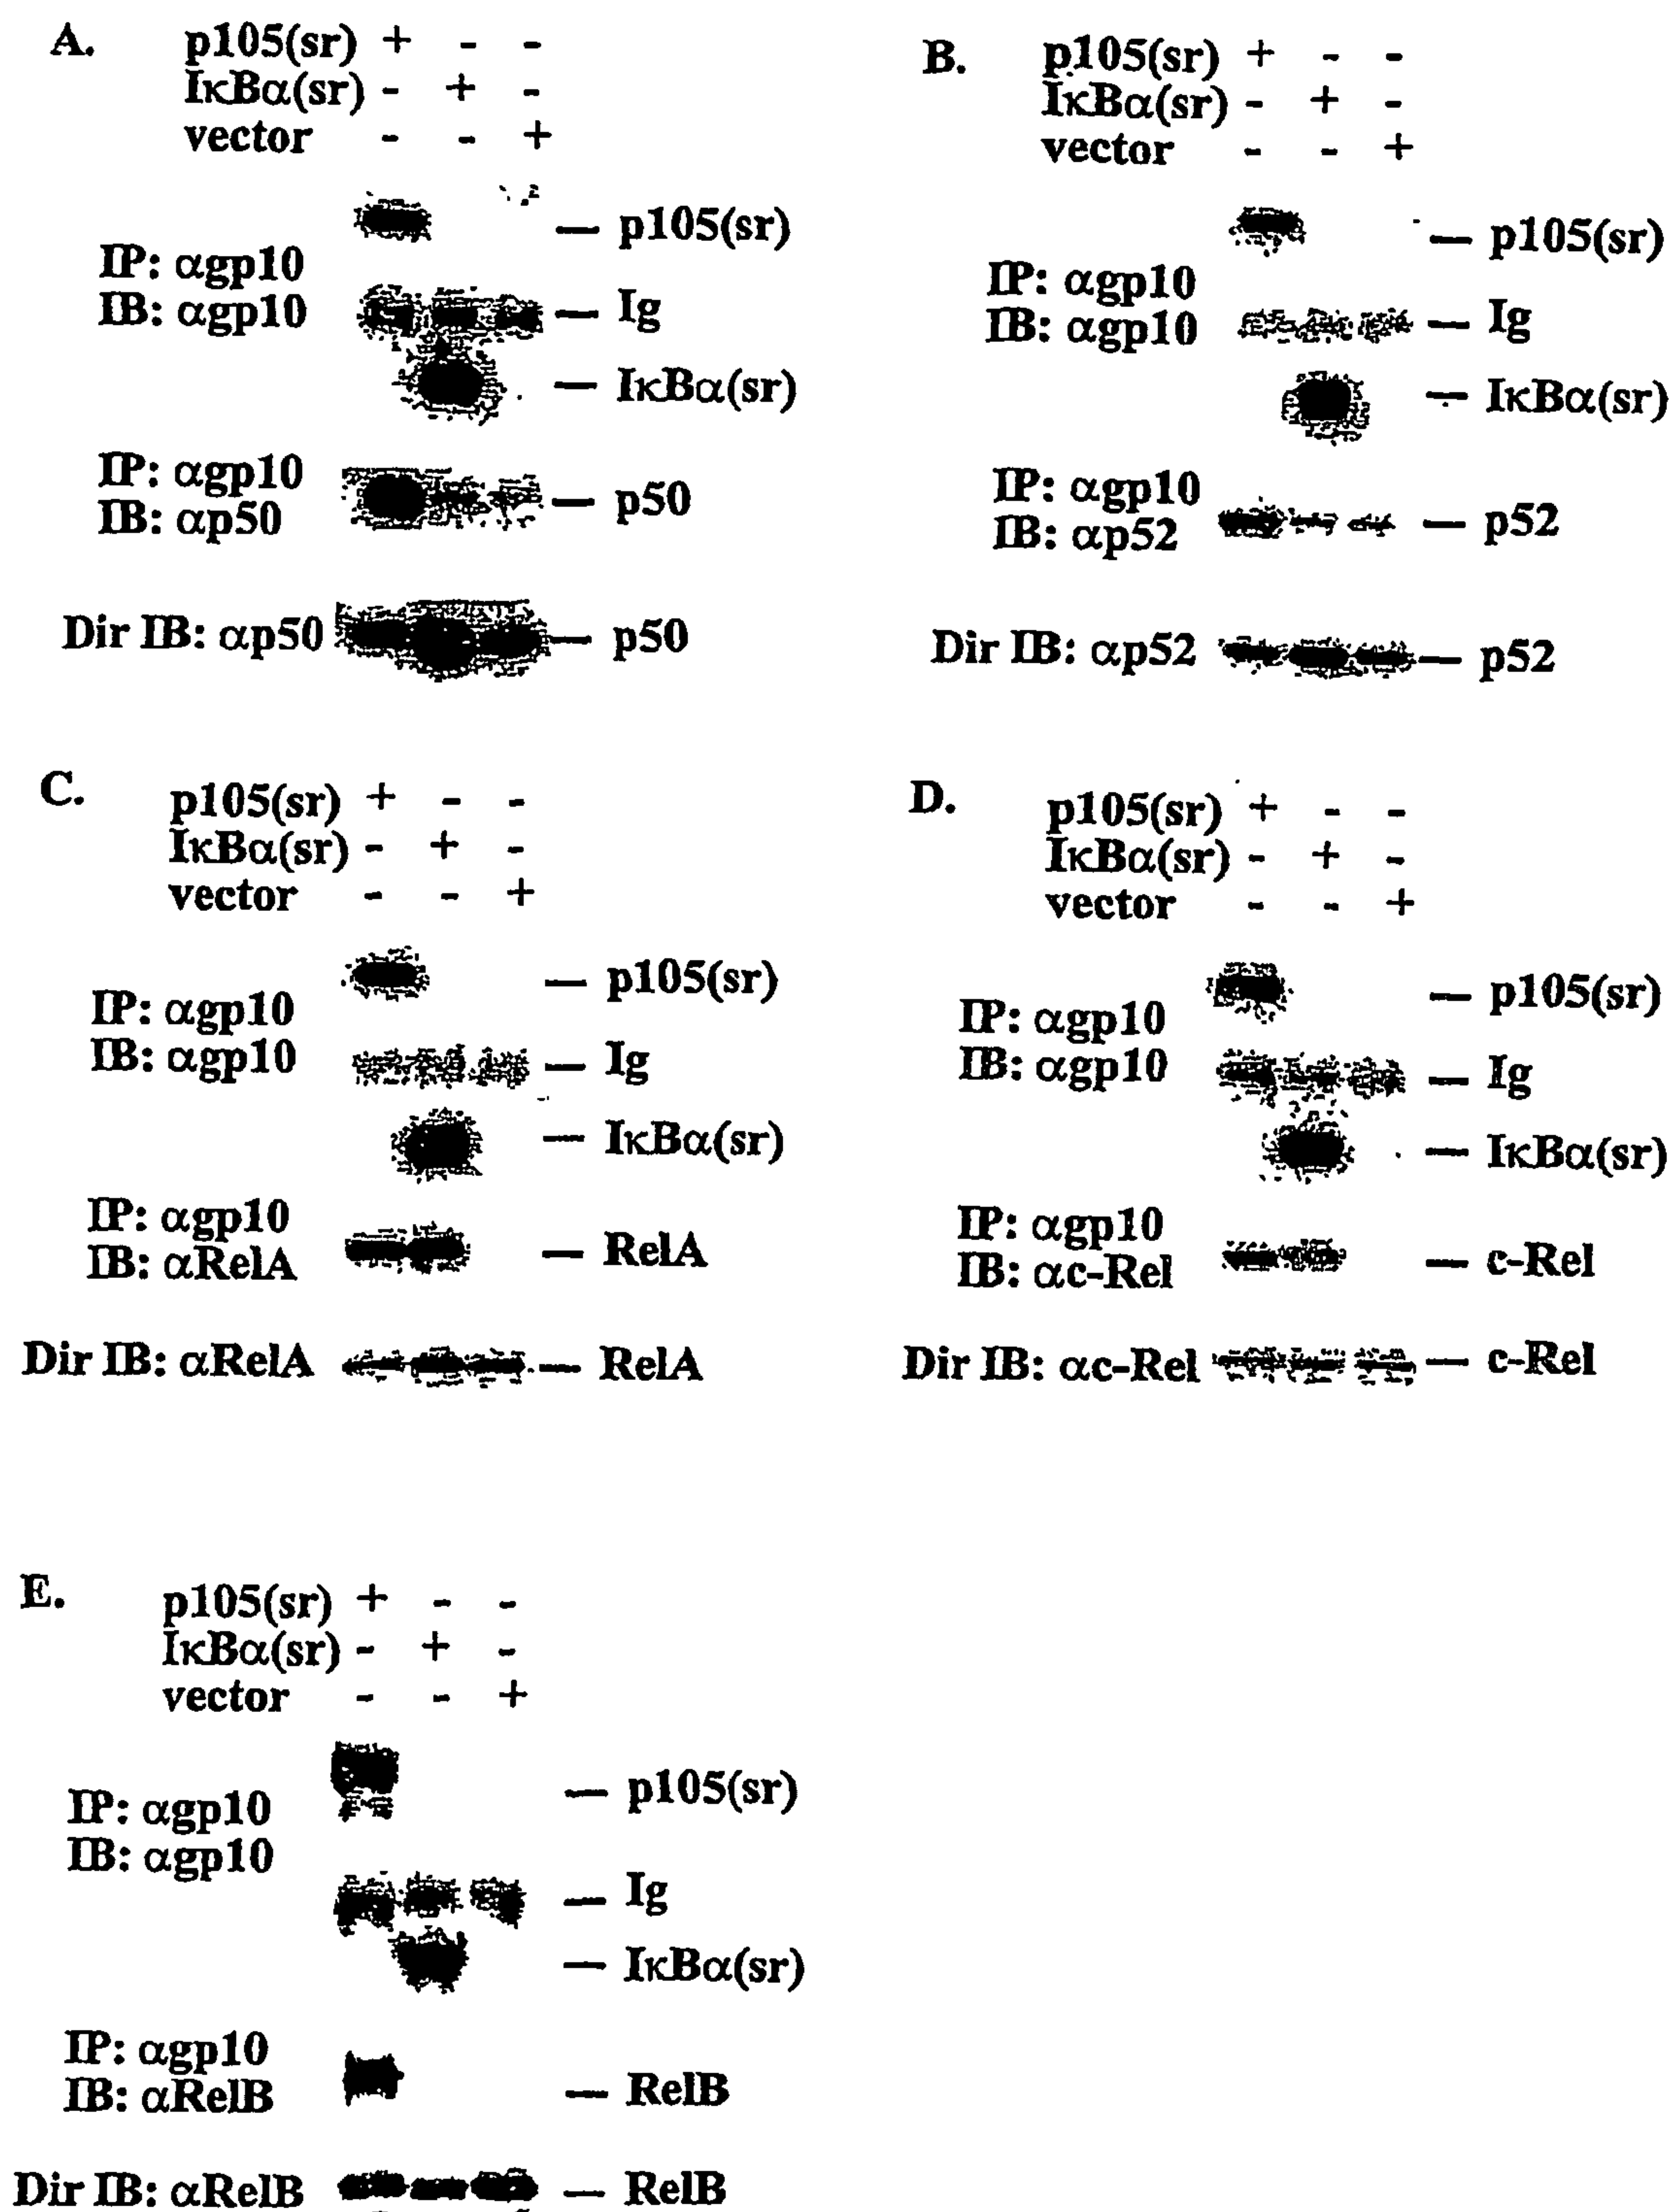 A.
p105(sr) + - -
IκBα(sr) - + -
vector - - +
p105(sr)
IP: αgp10
IB: αgp10
Ig
IκBα(sr)
IP: αgp10
IB: αp50
p50
Dir IB: αp50
p50
B.
p105(sr) + - -
IκBα(sr) - + -
vector - - +
p105(sr)
IP: αgp10
IB: αgp10
Ig
IκBα(sr)
IP: αgp10
IB: αp52
p52
Dir IB: αp52
p52
C.
p105(sr) + - -
IκBα(sr) - + -
vector - - +
p105(sr)
IP: αgp10
IB: αgp10
Ig
IκBα(sr)
IP: αgp10
IB: αRelA
RelA
Dir IB: αRelA
RelA
D.
p105(sr) + - -
IκBα(sr) - + -
vector - - +
p105(sr)
IP: αgp10
IB: αgp10
Ig
IκBα(sr)
IP: αgp10
IB: αc-Rel
c-Rel
Dir IB: αc-Rel
c-Rel
E.
p105(sr) + - -
IκBα(sr) - + -
vector - - +
p105(sr)
IP: αgp10
IB: αgp10
Ig
IκBα(sr)
IP: αgp10
IB: αRelB
RelB
Dir IB: αRelB
RelB